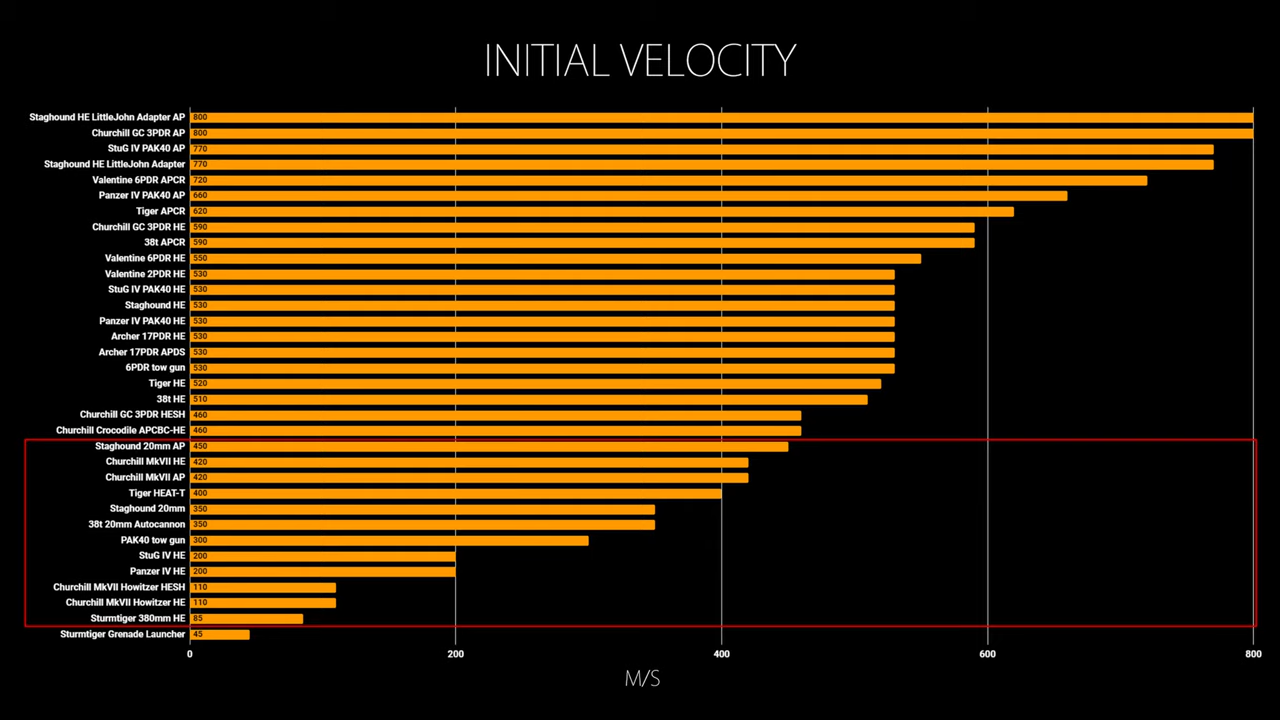 INITIAL VELOCITY
Staghound HE LittleJohn Adapter AP 800
Churchill GC 3PDR AP 800
StuG IV PAK40 AP 770
Staghound HE LittleJohn Adapter 770
Valentine 6PDR APCR 720
Panzer IV PAK40 AP 660
Tiger APCR 620
Churchill GC 3PDR HE 590
38t APCR 590
Valentine 6PDR HE 550
Valentine 2PDR HE 530
StuG IV PAK40 HE 530
Staghound HE 530
Panzer IV PAK40 HE 530
Archer 17PDR HE 530
Archer 17PDR APDS 530
6PDR tow gun 530
Tiger HE 520
38t HE 510
Churchill GC 3PDR HESH 460
Churchill Crocodile APCBC-HE 460
Staghound 20mm AP 450
Churchill MkVII HE 420
Churchill MkVII AP 420
Tiger HEAT-T 400
Staghound 20mm 350
38t 20mm Autocannon 350
PAK40 tow gun 300
StuG IV HE 200
Panzer IV HE 200
Churchill MkVII Howitzer HESH 110
Churchill MkVII Howitzer HE 110
Sturmtiger 380mm HE 85
Sturmtiger Grenade Launcher 45
0 200 400 600 800
M/S